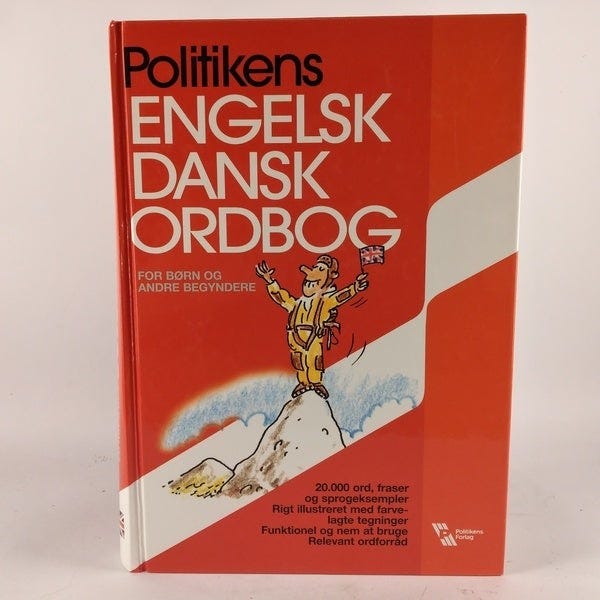 Politikens
ENGELSK
DANSK
ORDBOG
FOR BØRN OG
ANDRE BEGYNDERE
20.000 ord, fraser
og sprogeksempler
Rigt illustreret med farve-
lagte tegninger
Funktionel og nem at bruge
Relevant ordforråd
Politikens
Forlag